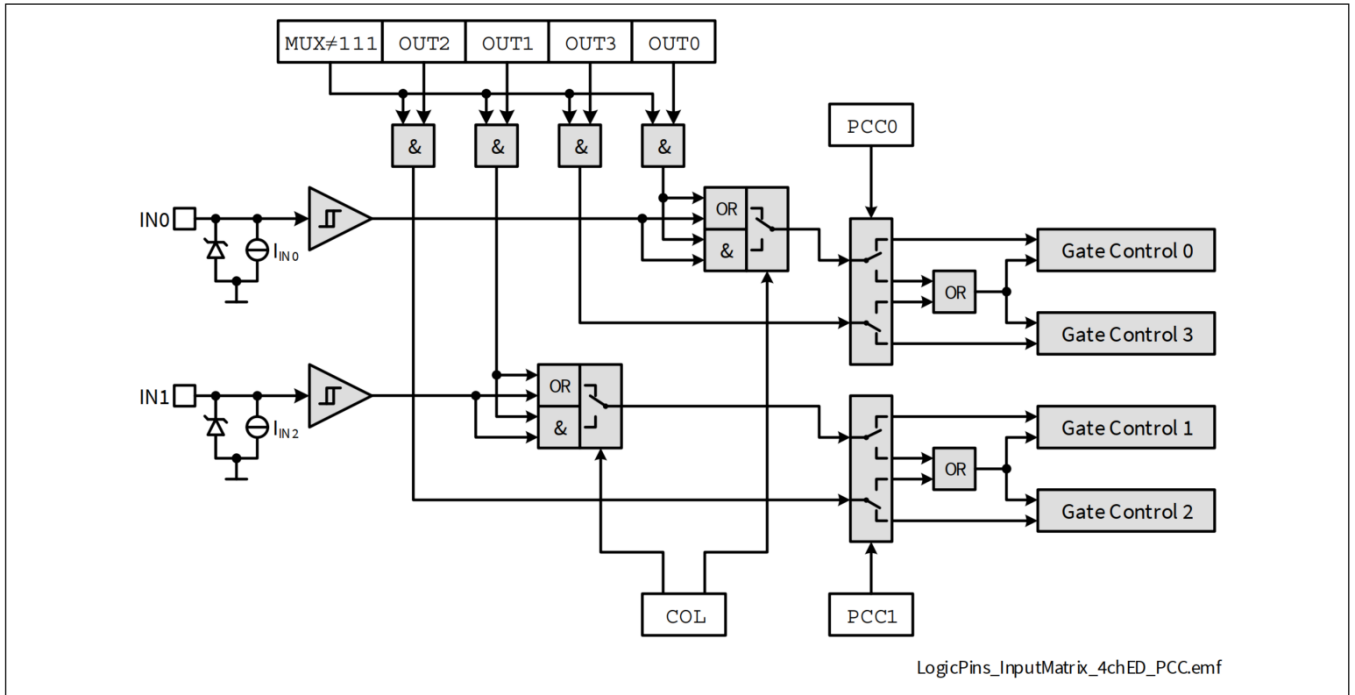 MUX≠111 OUT2 OUT1 OUT3 OUT0
& & & &
PCC0
IN0
IIN0
OR
&
Gate Control 0
OR
Gate Control 3
IN1
IIN2
OR
&
Gate Control 1
OR
Gate Control 2
COL
PCC1
LogicPins_InputMatrix_4chED_PCC.emf